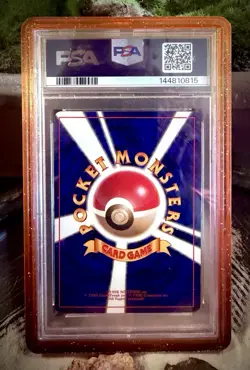 PSA
PSA
144810815
POCKET MONSTERS
CARD GAME